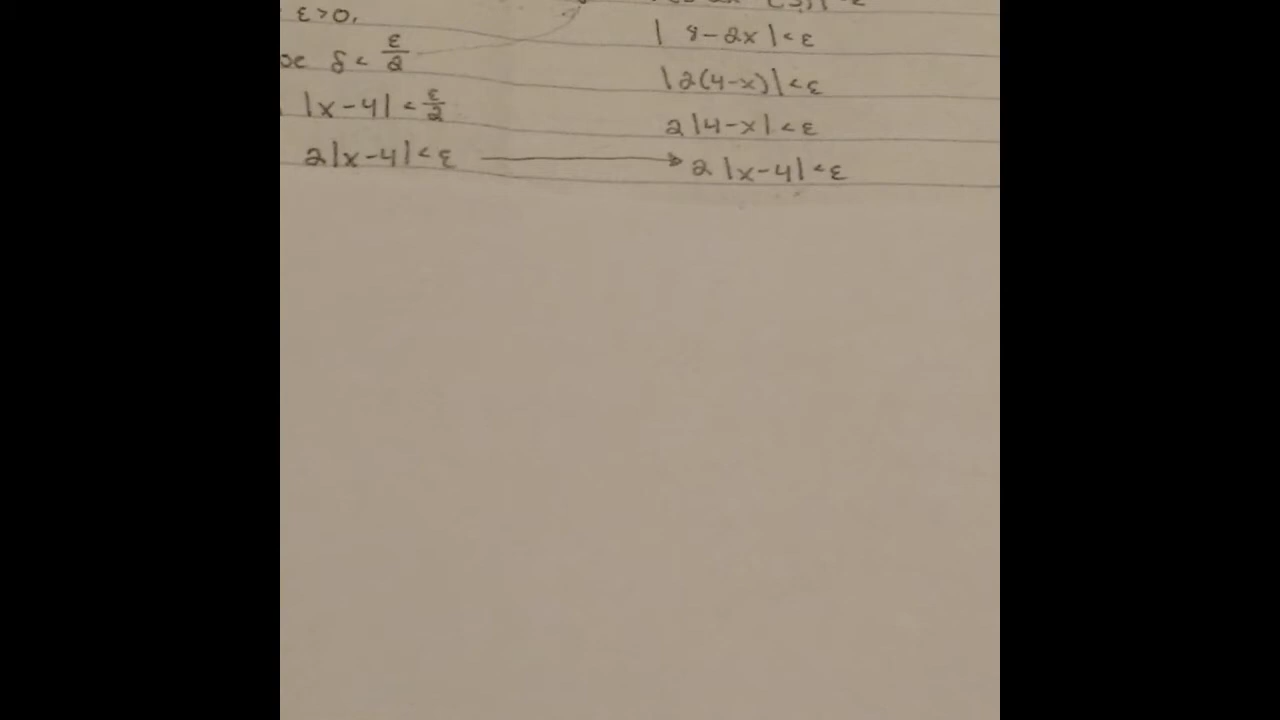 ε>0,
| 8-2x |<ε
δ < ε/2
|2(4-x)|<ε
|x-4| < ε/2
2|4-x|<ε
2|x-4|<ε → 2|x-4|<ε